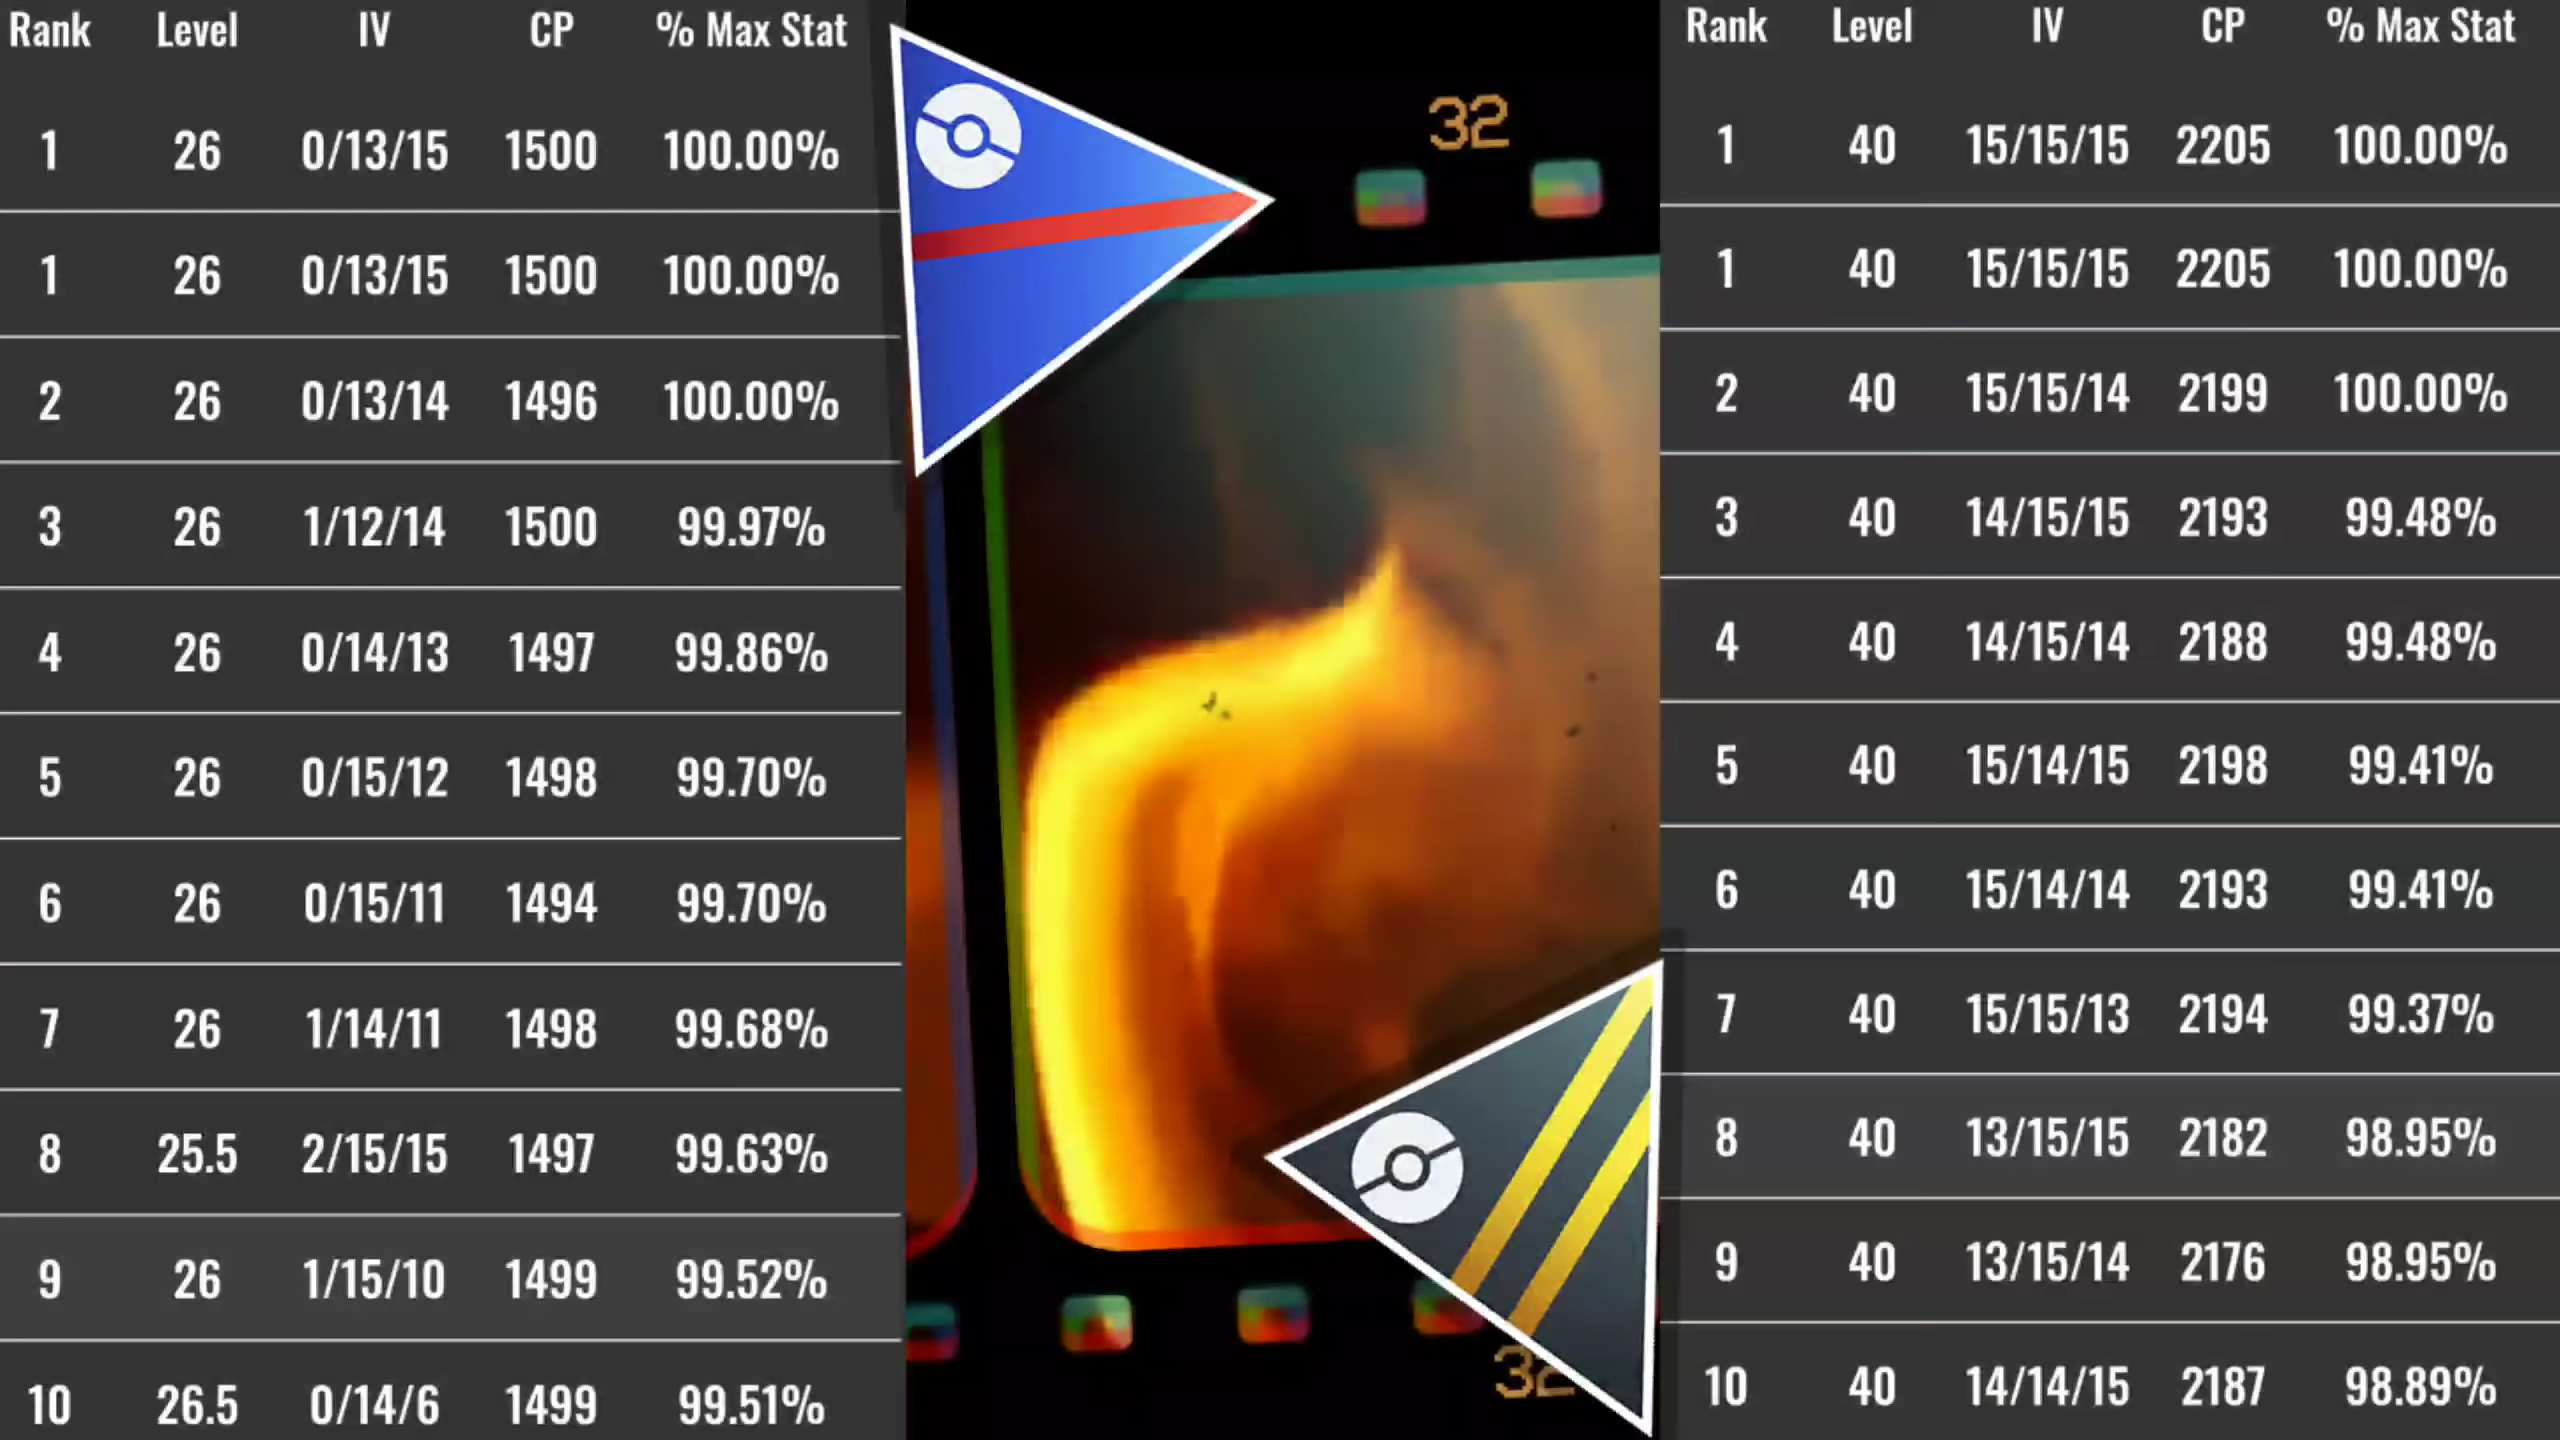 Rank Level IV CP % Max Stat
1 26 0/13/15 1500 100.00%
1 26 0/13/15 1500 100.00%
2 26 0/13/14 1496 100.00%
3 26 1/12/14 1500 99.97%
4 26 0/14/13 1497 99.86%
5 26 0/15/12 1498 99.70%
6 26 0/15/11 1494 99.70%
7 26 1/14/11 1498 99.68%
8 25.5 2/15/15 1497 99.63%
9 26 1/15/10 1499 99.52%
10 26.5 0/14/6 1499 99.51%
32
32
Rank Level IV CP % Max Stat
1 40 15/15/15 2205 100.00%
1 40 15/15/15 2205 100.00%
2 40 15/15/14 2199 100.00%
3 40 14/15/15 2193 99.48%
4 40 14/15/14 2188 99.48%
5 40 15/14/15 2198 99.41%
6 40 15/14/14 2193 99.41%
7 40 15/15/13 2194 99.37%
8 40 13/15/15 2182 98.95%
9 40 13/15/14 2176 98.95%
10 40 14/14/15 2187 98.89%